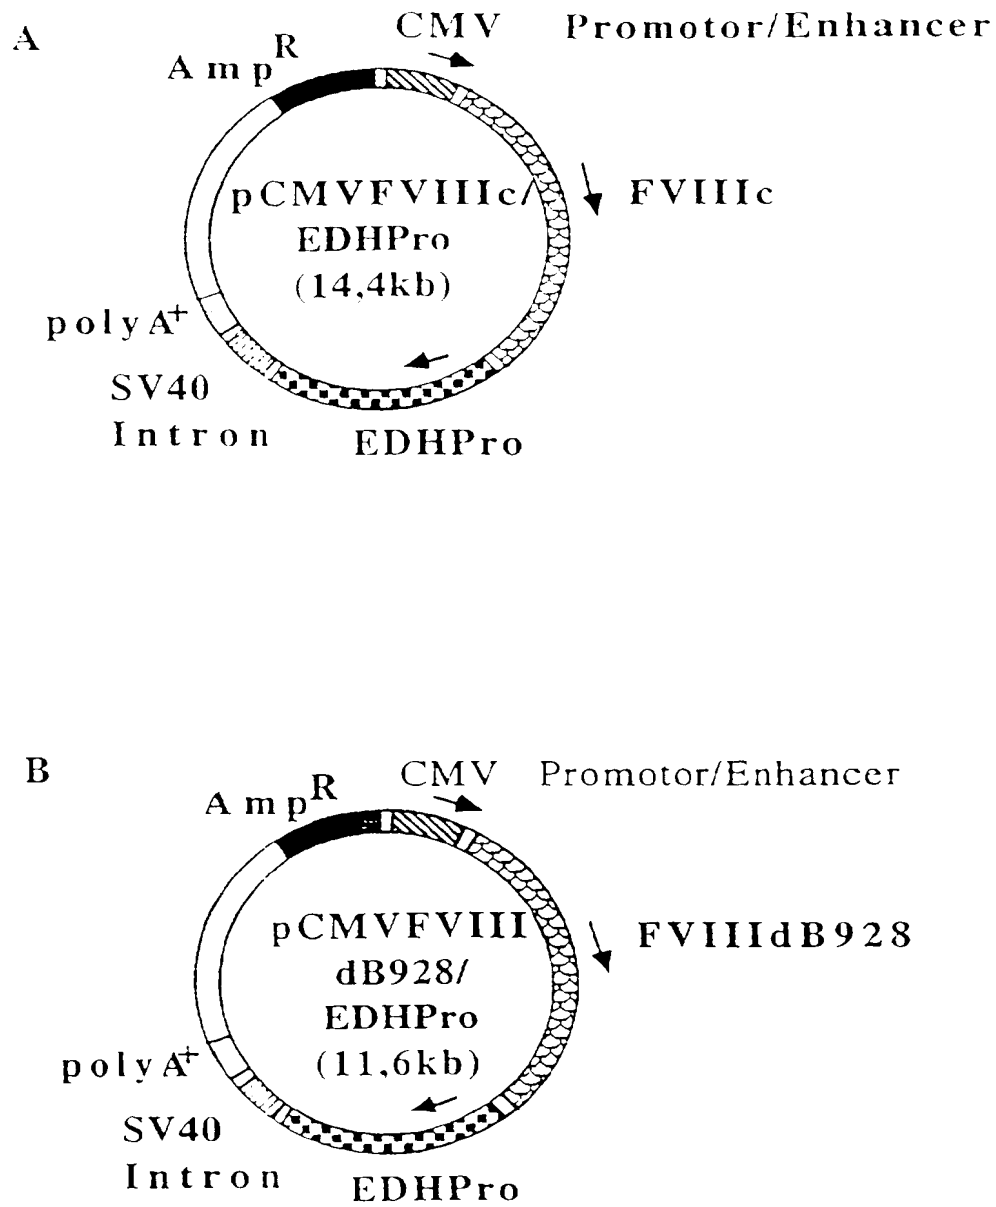 A
CMV Promotor/Enhancer
Amp^R
pCMVFVIIIc/
EDHPro
(14,4kb)
FVIIIc
polyA+
SV40
Intron
EDHPro
B
CMV Promotor/Enhancer
Amp^R
pCMVFVIII
dB928/
EDHPro
(11,6kb)
FVIIIdB928
polyA+
SV40
Intron
EDHPro